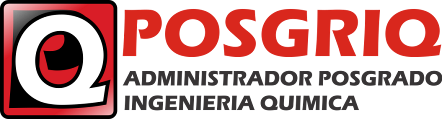 Q POSGRIQ
ADMINISTRADOR POSGRADO
INGENIERIA QUIMICA